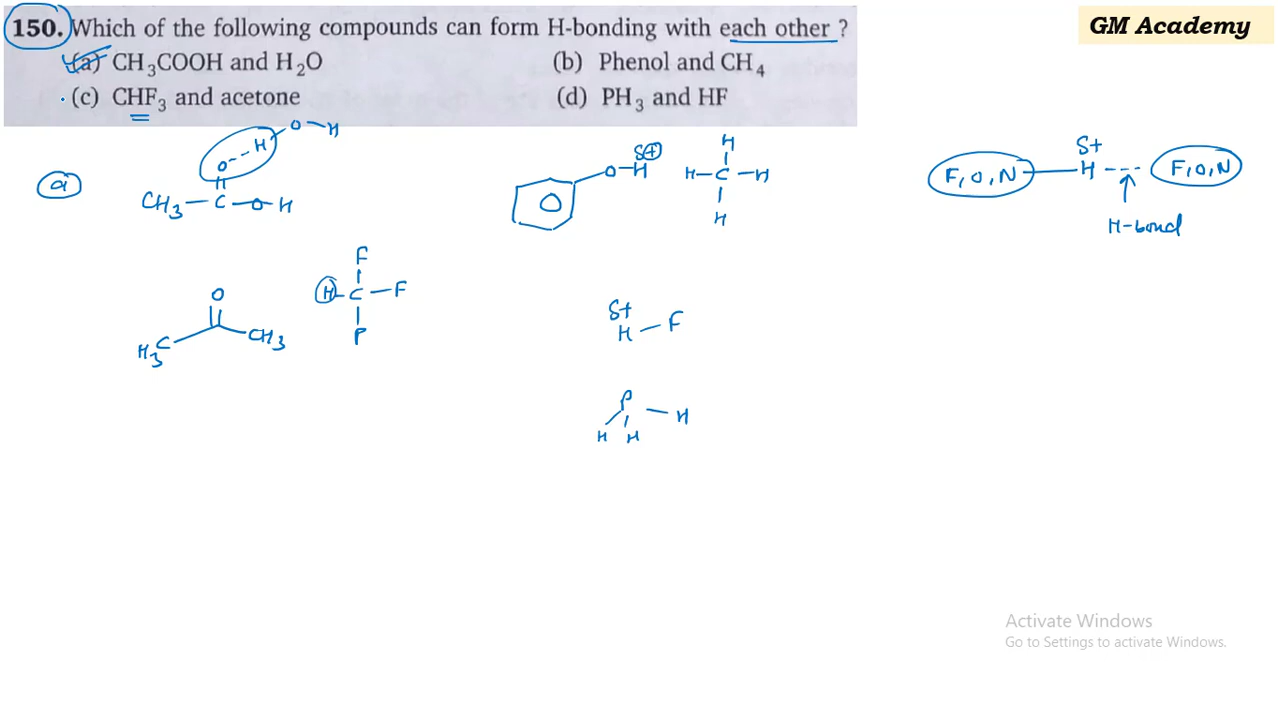 150. Which of the following compounds can form H-bonding with each other ?
GM Academy
(a) CH₃COOH and H₂O
(b) Phenol and CH₄
(c) CHF₃ and acetone
(d) PH₃ and HF
a
O-H
O--H
CH₃-C-O-H
O-H
δ+
H
H-C-H
H
F,O,N
δ+
H
F,O,N
H-bond
O
H₃C
CH₃
F
H-C-F
F
δ+
H-F
P-H
H H
Activate Windows
Go to Settings to activate Windows.